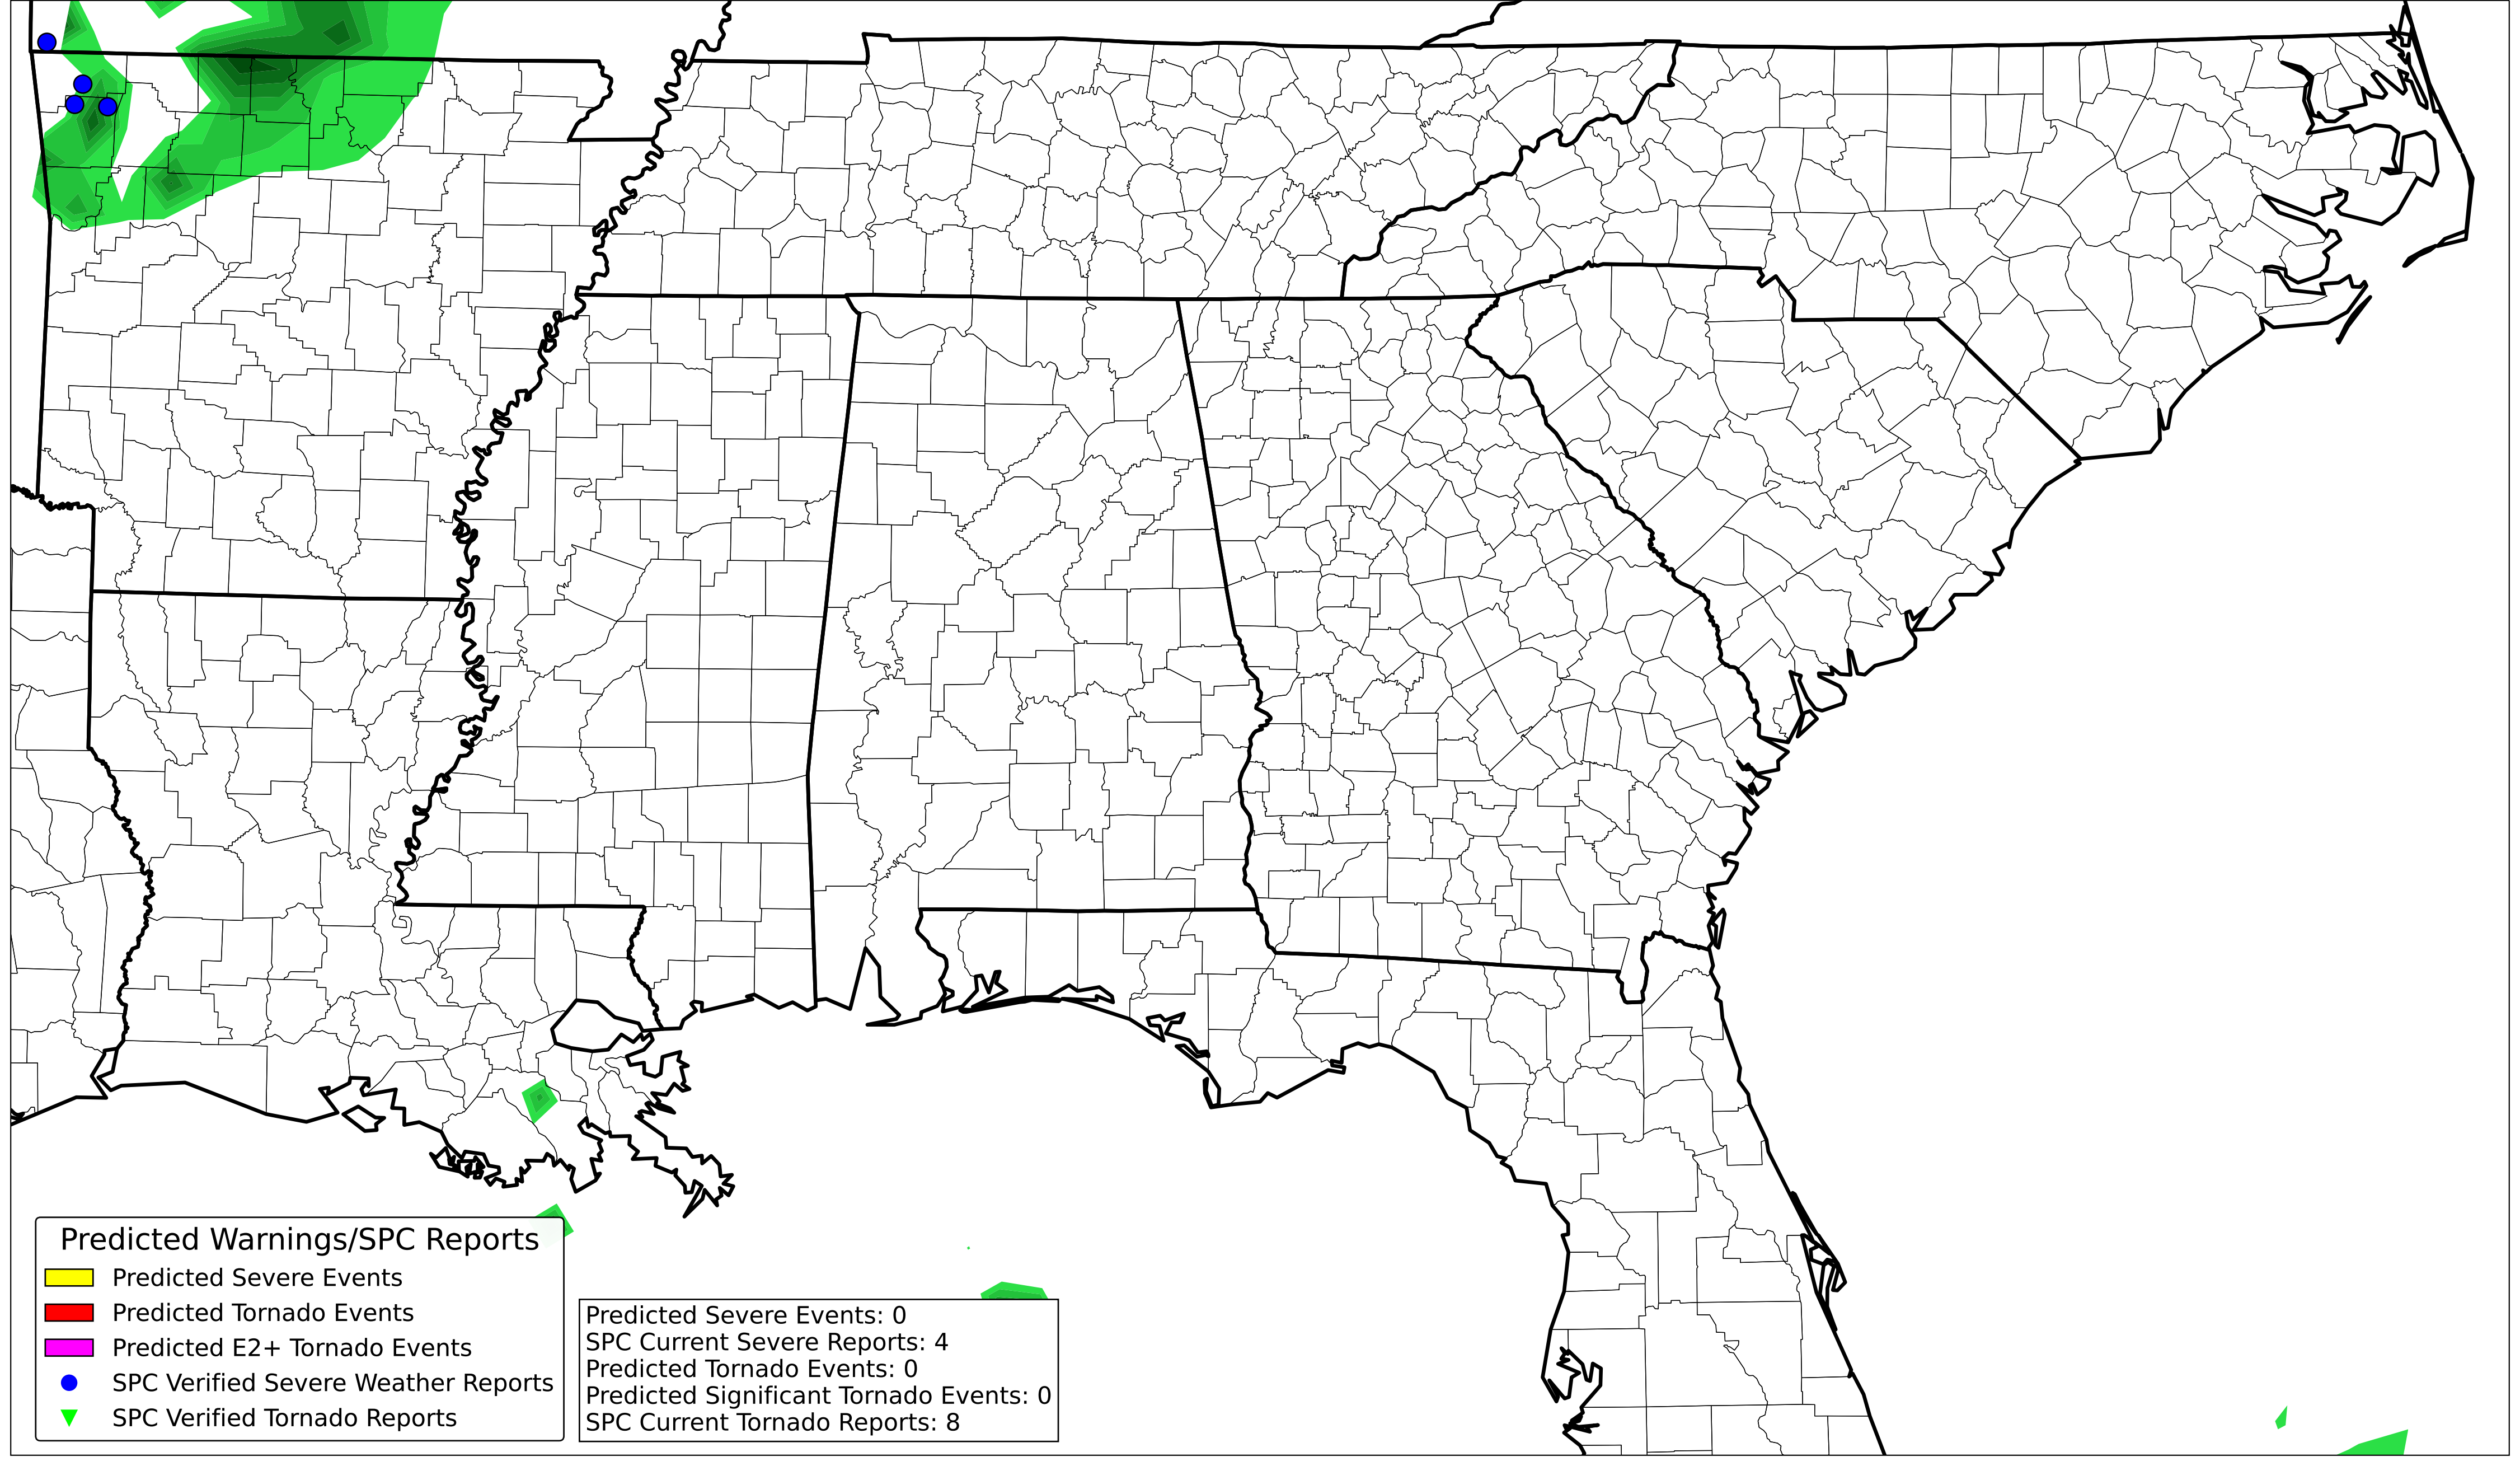 Predicted Warnings/SPC Reports
Predicted Severe Events
Predicted Tornado Events
Predicted E2+ Tornado Events
SPC Verified Severe Weather Reports
SPC Verified Tornado Reports
Predicted Severe Events: 0
SPC Current Severe Reports: 4
Predicted Tornado Events: 0
Predicted Significant Tornado Events: 0
SPC Current Tornado Reports: 8